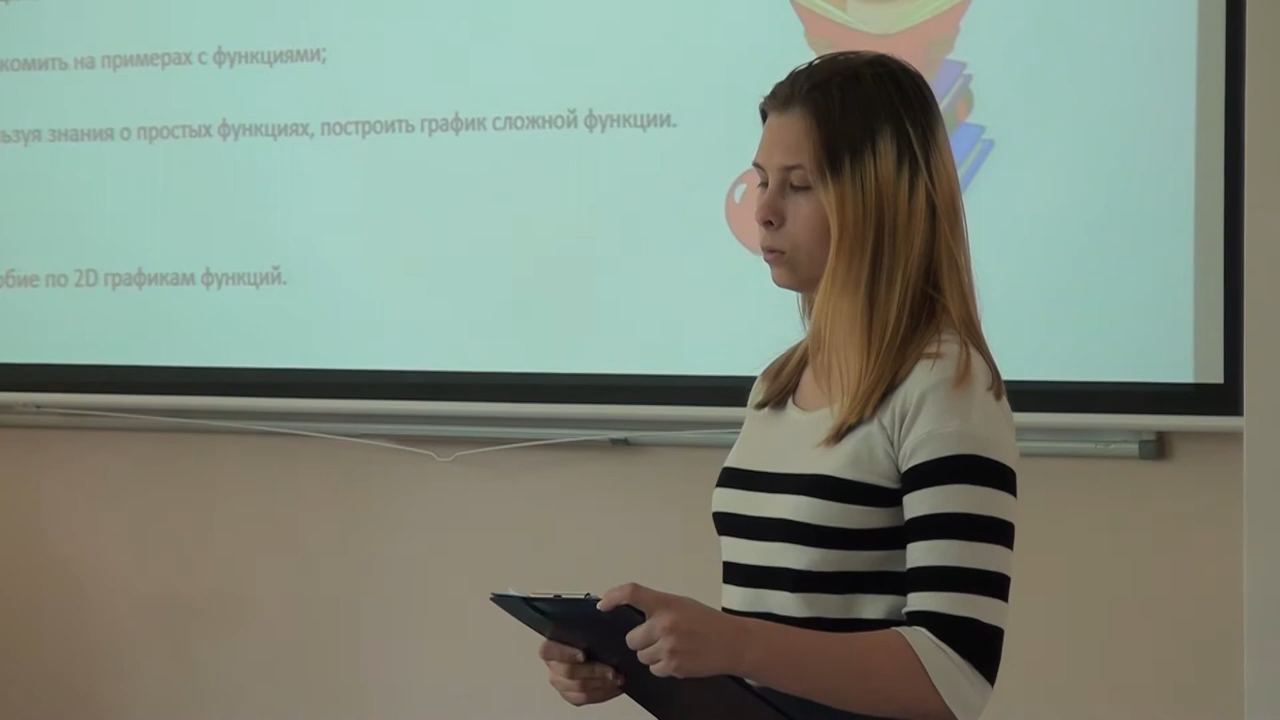 комить на примерах с функциями;
ьзуя знания о простых функциях, построить график сложной функции.
обие по 2D графикам функций.